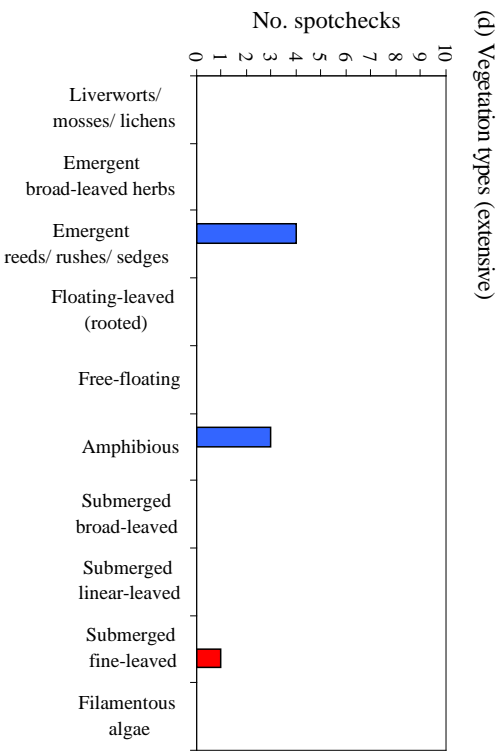 (d) Vegetation types (extensive)
No. spotchecks
0 1 2 3 4 5 6 7 8 9 10
Liverworts/
mosses/ lichens
Emergent
broad-leaved herbs
Emergent
reeds/ rushes/ sedges
Floating-leaved
(rooted)
Free-floating
Amphibious
Submerged
broad-leaved
Submerged
linear-leaved
Submerged
fine-leaved
Filamentous
algae